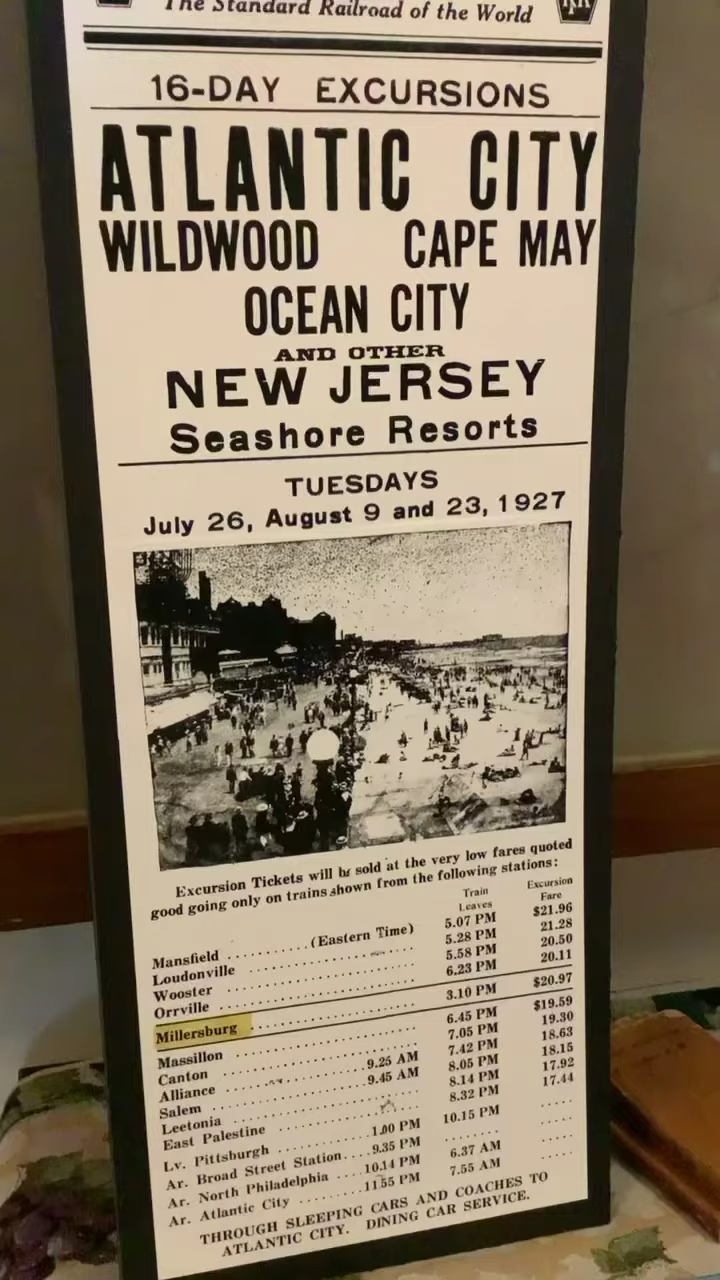 The Standard Railroad of the World
16-DAY EXCURSIONS
ATLANTIC CITY
WILDWOOD CAPE MAY
OCEAN CITY
AND OTHER
NEW JERSEY
Seashore Resorts
TUESDAYS
July 26, August 9 and 23, 1927
Excursion Tickets will be sold at the very low fares quoted
good going only on trains shown from the following stations:
Train Leaves Excursion Fare
Mansfield .......... (Eastern Time) 5.07 PM $21.96
Loudonville .......... 5.28 PM 21.28
Wooster .......... 5.58 PM 20.50
Orrville .......... 6.23 PM 20.11
Millersburg .......... 3.10 PM $20.97
Massillon .......... 6.45 PM $19.59
Canton .......... 7.05 PM 19.30
Alliance .......... 9.25 AM 7.42 PM 18.63
Salem .......... 9.45 AM 8.05 PM 18.15
Leetonia .......... 8.14 PM 17.92
East Palestine .......... 8.32 PM 17.44
Lv. Pittsburgh .......... 1.00 PM 10.15 PM .....
Ar. Broad Street Station .... 9.35 PM ........ .....
Ar. North Philadelphia .... 10.14 PM 6.37 AM .....
Ar. Atlantic City .......... 11.55 PM 7.55 AM .....
THROUGH SLEEPING CARS AND COACHES TO
ATLANTIC CITY. DINING CAR SERVICE.